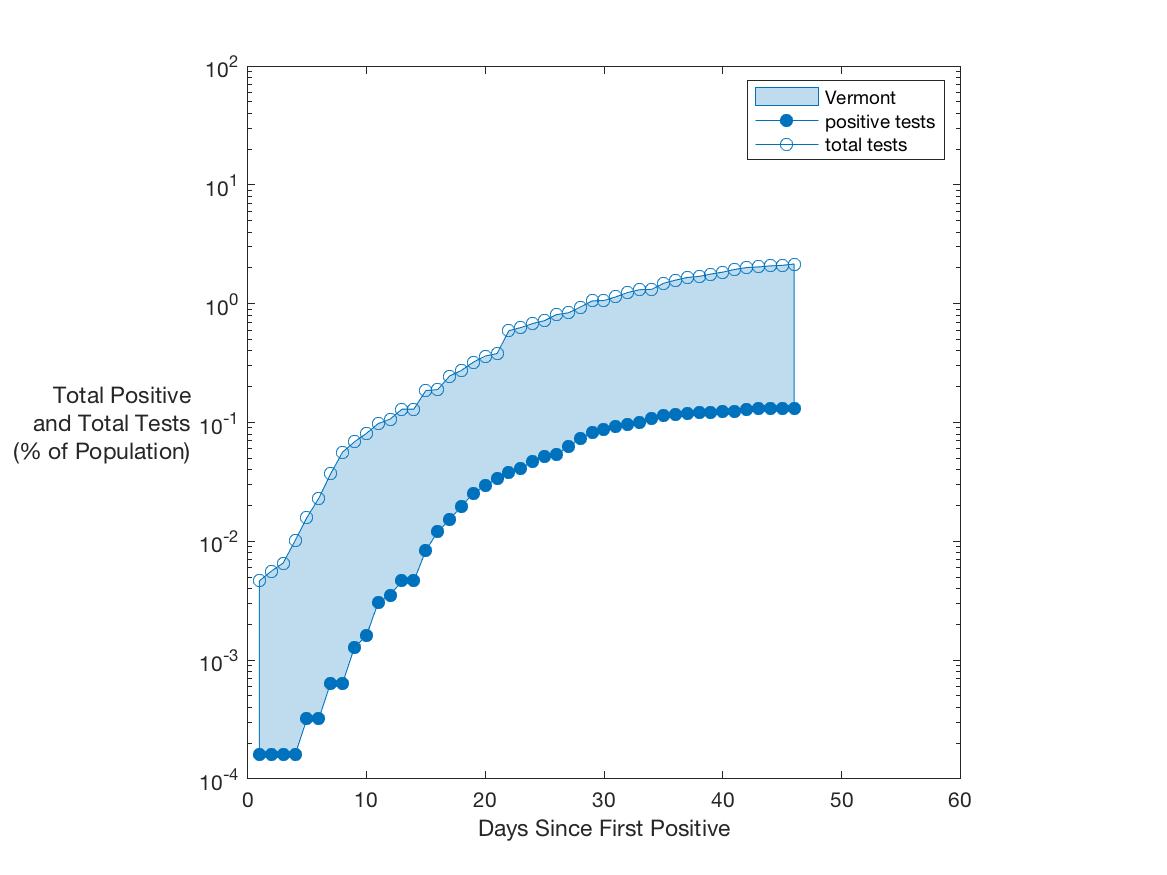 10^2
10^1
10^0
10^-1
10^-2
10^-3
10^-4
Total Positive
and Total Tests
(% of Population)
Vermont
positive tests
total tests
0 10 20 30 40 50 60
Days Since First Positive